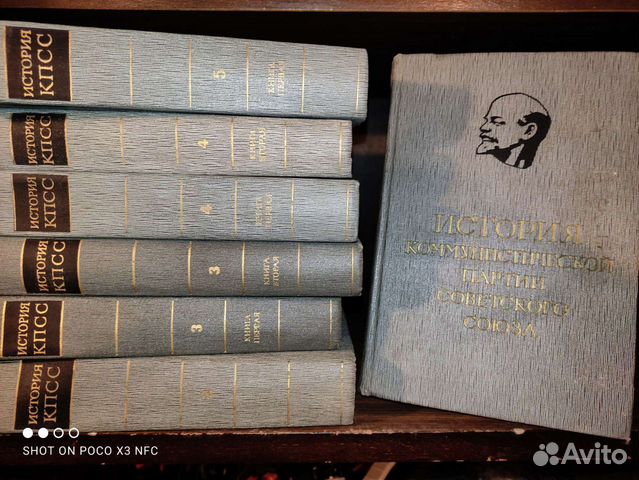 ИСТОРИЯ
КПСС
5
КНИГА
ПЕРВАЯ
ИСТОРИЯ
КПСС
4
КНИГА
ВТОРАЯ
ИСТОРИЯ
КПСС
4
КНИГА
ПЕРВАЯ
ИСТОРИЯ
КПСС
3
КНИГА
ВТОРАЯ
ИСТОРИЯ
КПСС
3
КНИГА
ПЕРВАЯ
ИСТОРИЯ
КПСС
ИСТОРИЯ
КОММУНИСТИЧЕСКОЙ
ПАРТИИ
СОВЕТСКОГО
СОЮЗА
SHOT ON POCO X3 NFC
Avito